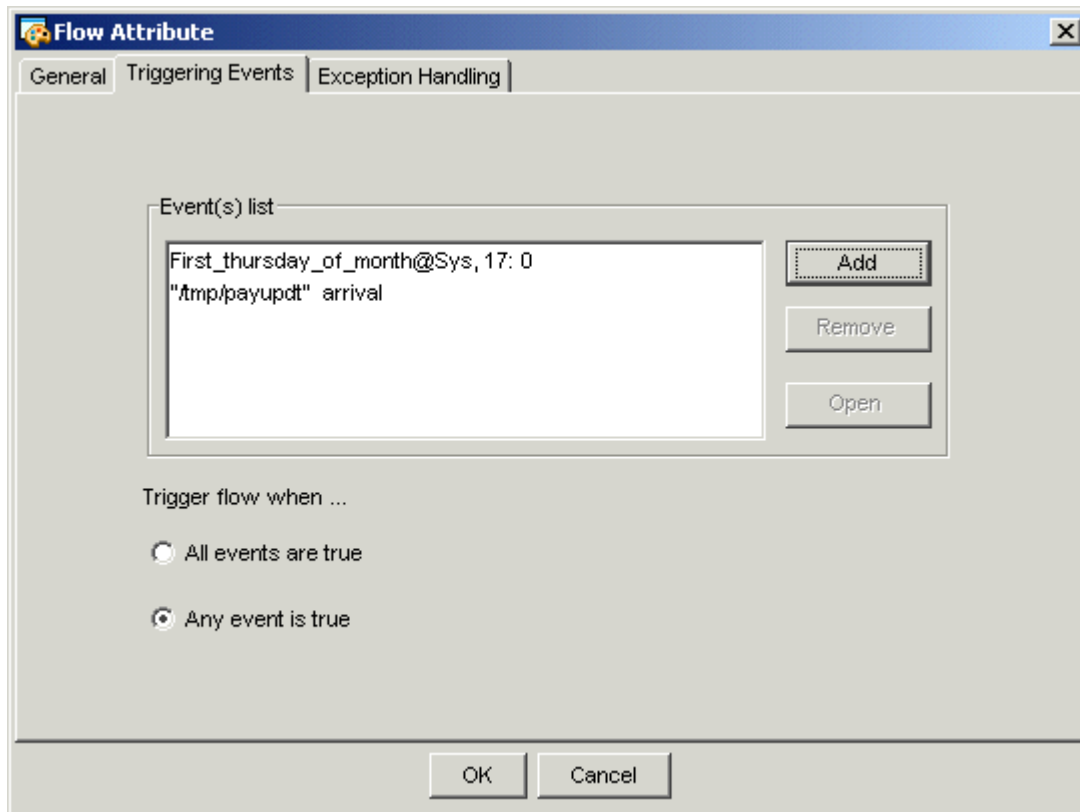 Flow Attribute
General Triggering Events Exception Handling
Event(s) list
First_thursday_of_month@Sys, 17: 0
"/tmp/payupdt" arrival
Add
Remove
Open
Trigger flow when ...
All events are true
Any event is true
OK Cancel